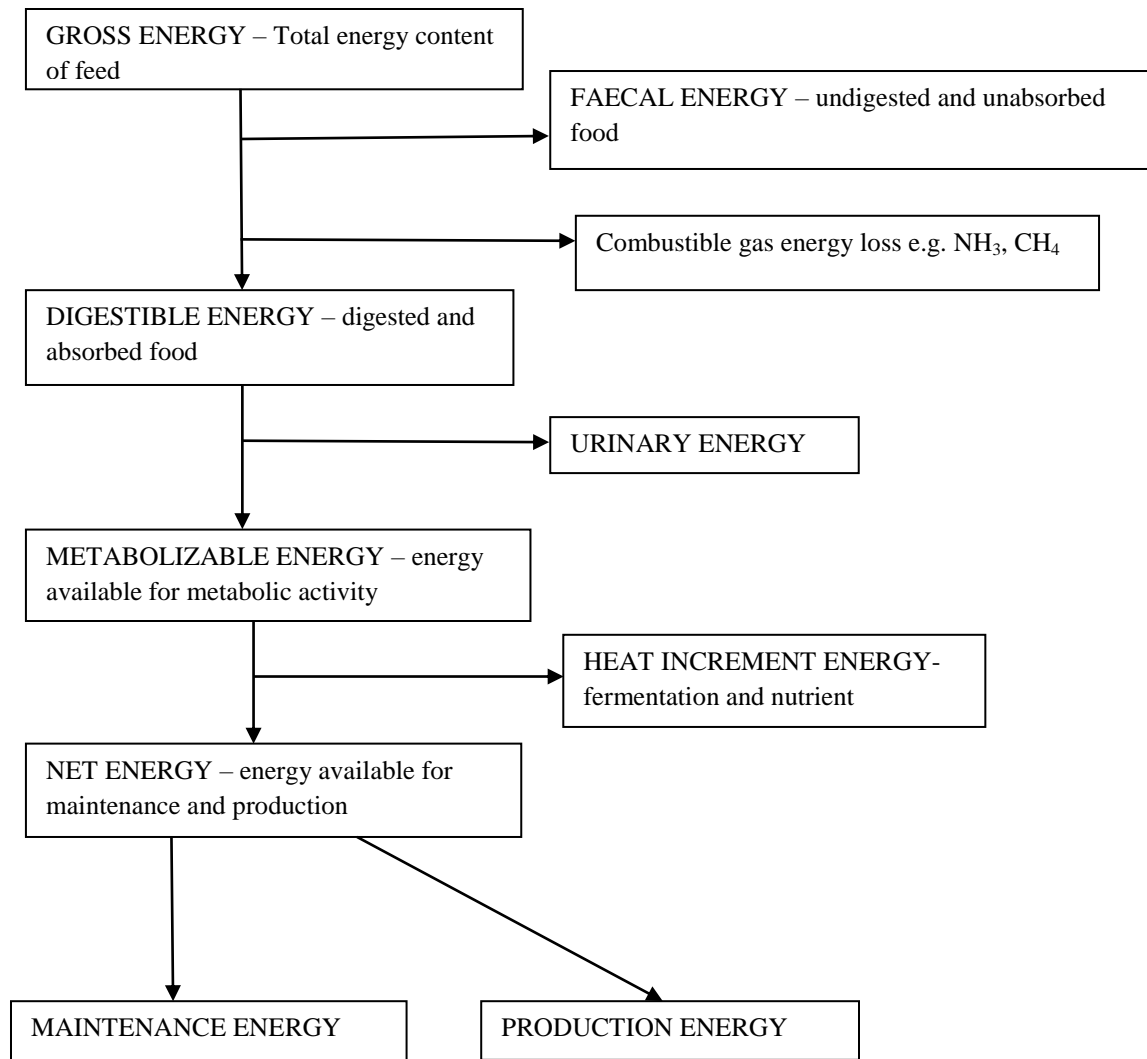 GROSS ENERGY – Total energy content
of feed
FAECAL ENERGY – undigested and unabsorbed
food
Combustible gas energy loss e.g. NH₃, CH₄
DIGESTIBLE ENERGY – digested and
absorbed food
URINARY ENERGY
METABOLIZABLE ENERGY – energy
available for metabolic activity
HEAT INCREMENT ENERGY-
fermentation and nutrient
NET ENERGY – energy available for
maintenance and production
MAINTENANCE ENERGY
PRODUCTION ENERGY